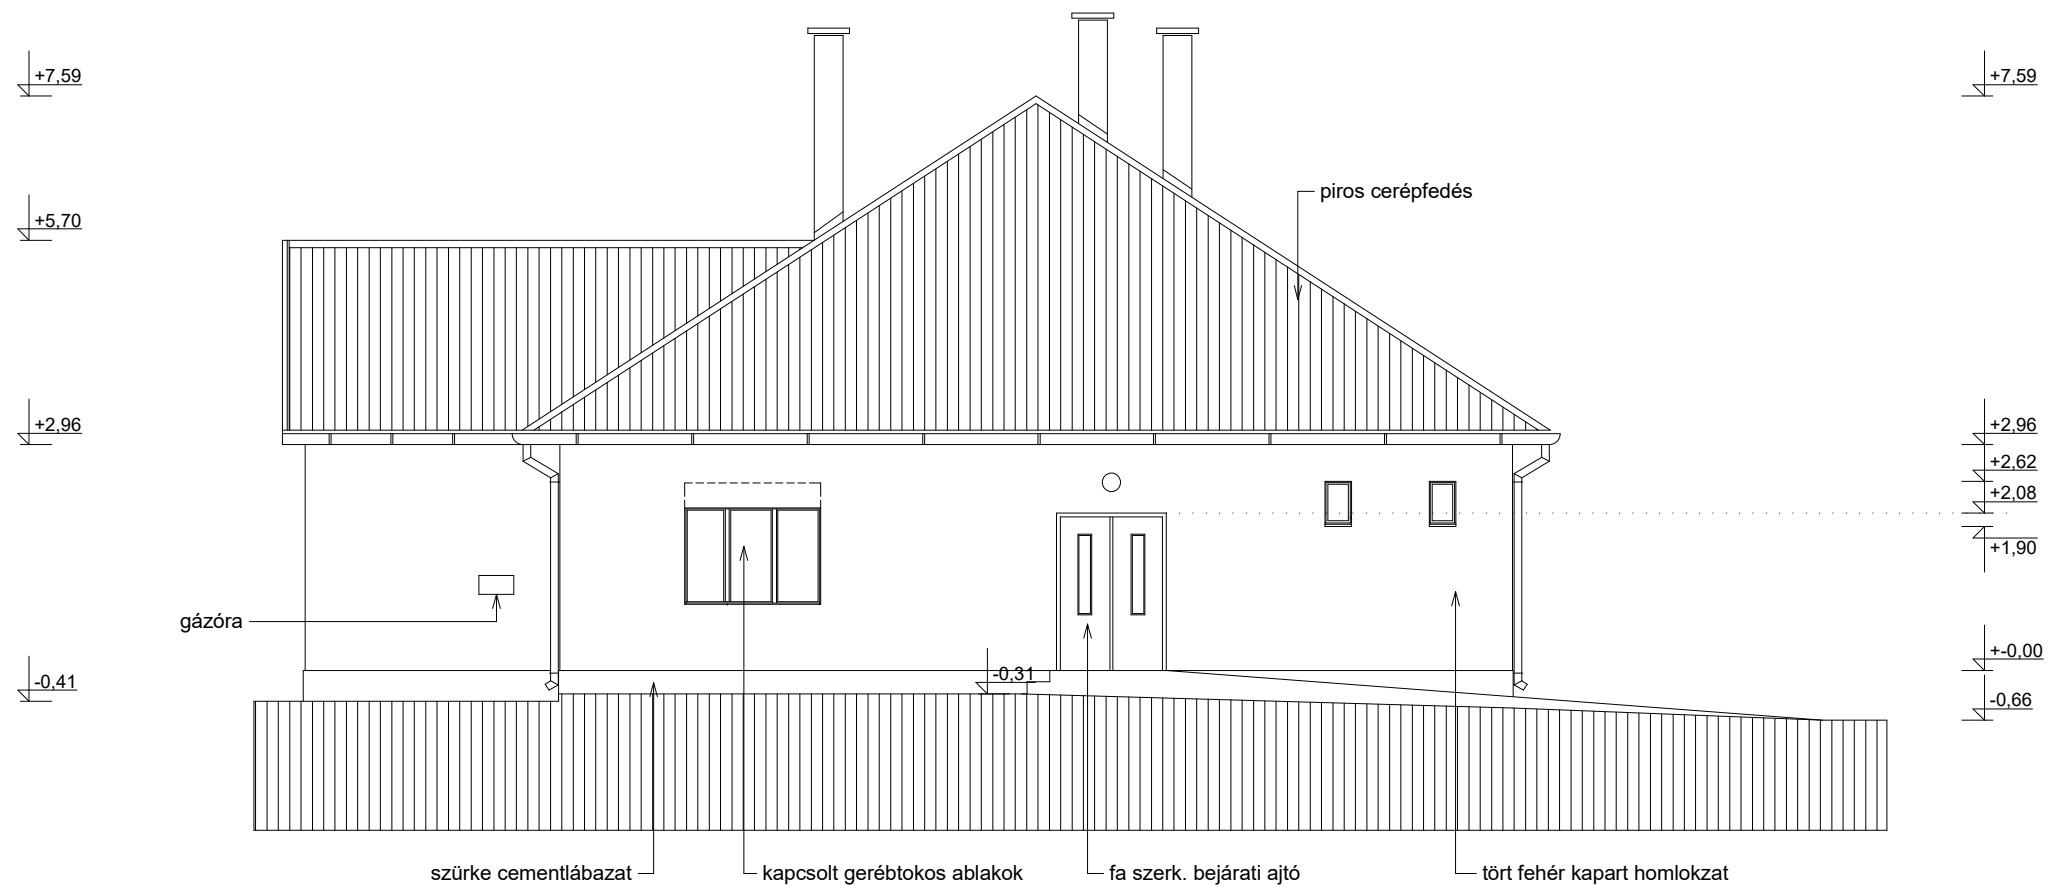 +7,59
+7,59
piros cerépfedés
+5,70
+2,96
+2,96
+2,62
+2,08
+1,90
gázóra
+-0,00
-0,31
-0,41
-0,66
szürke cementlábazat
kapcsolt gerébtokos ablakok
fa szerk. bejárati ajtó
tört fehér kapart homlokzat